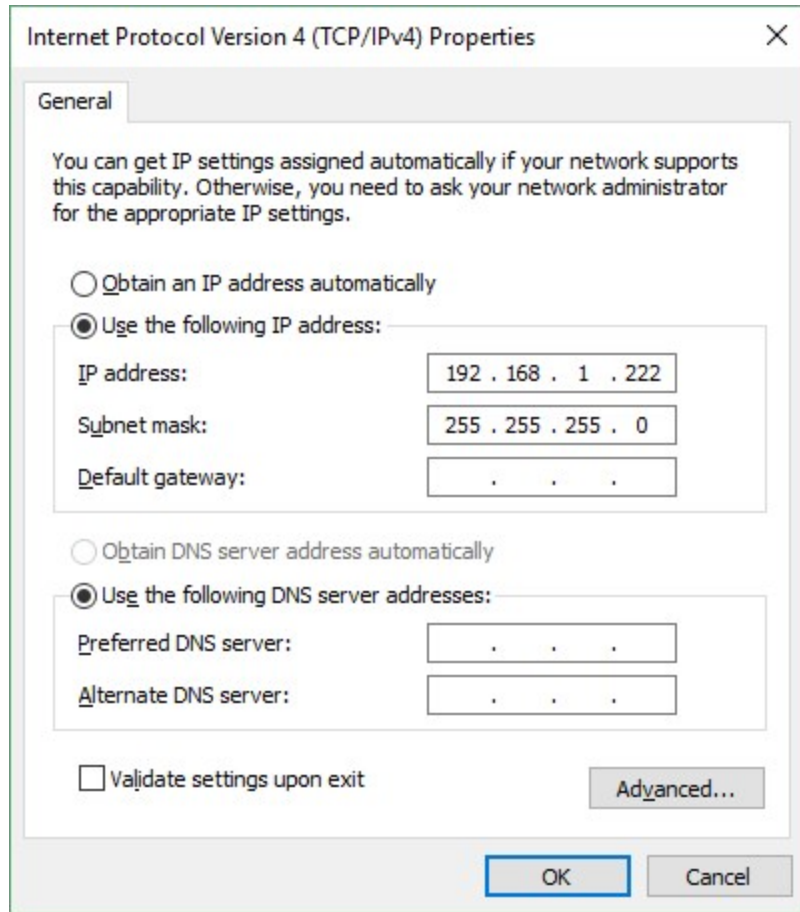 Internet Protocol Version 4 (TCP/IPv4) Properties
General
You can get IP settings assigned automatically if your network supports
this capability. Otherwise, you need to ask your network administrator
for the appropriate IP settings.
Obtain an IP address automatically
Use the following IP address:
IP address: 192 . 168 . 1 . 222
Subnet mask: 255 . 255 . 255 . 0
Default gateway: . . .
Obtain DNS server address automatically
Use the following DNS server addresses:
Preferred DNS server: . . .
Alternate DNS server: . . .
Validate settings upon exit
Advanced...
OK Cancel